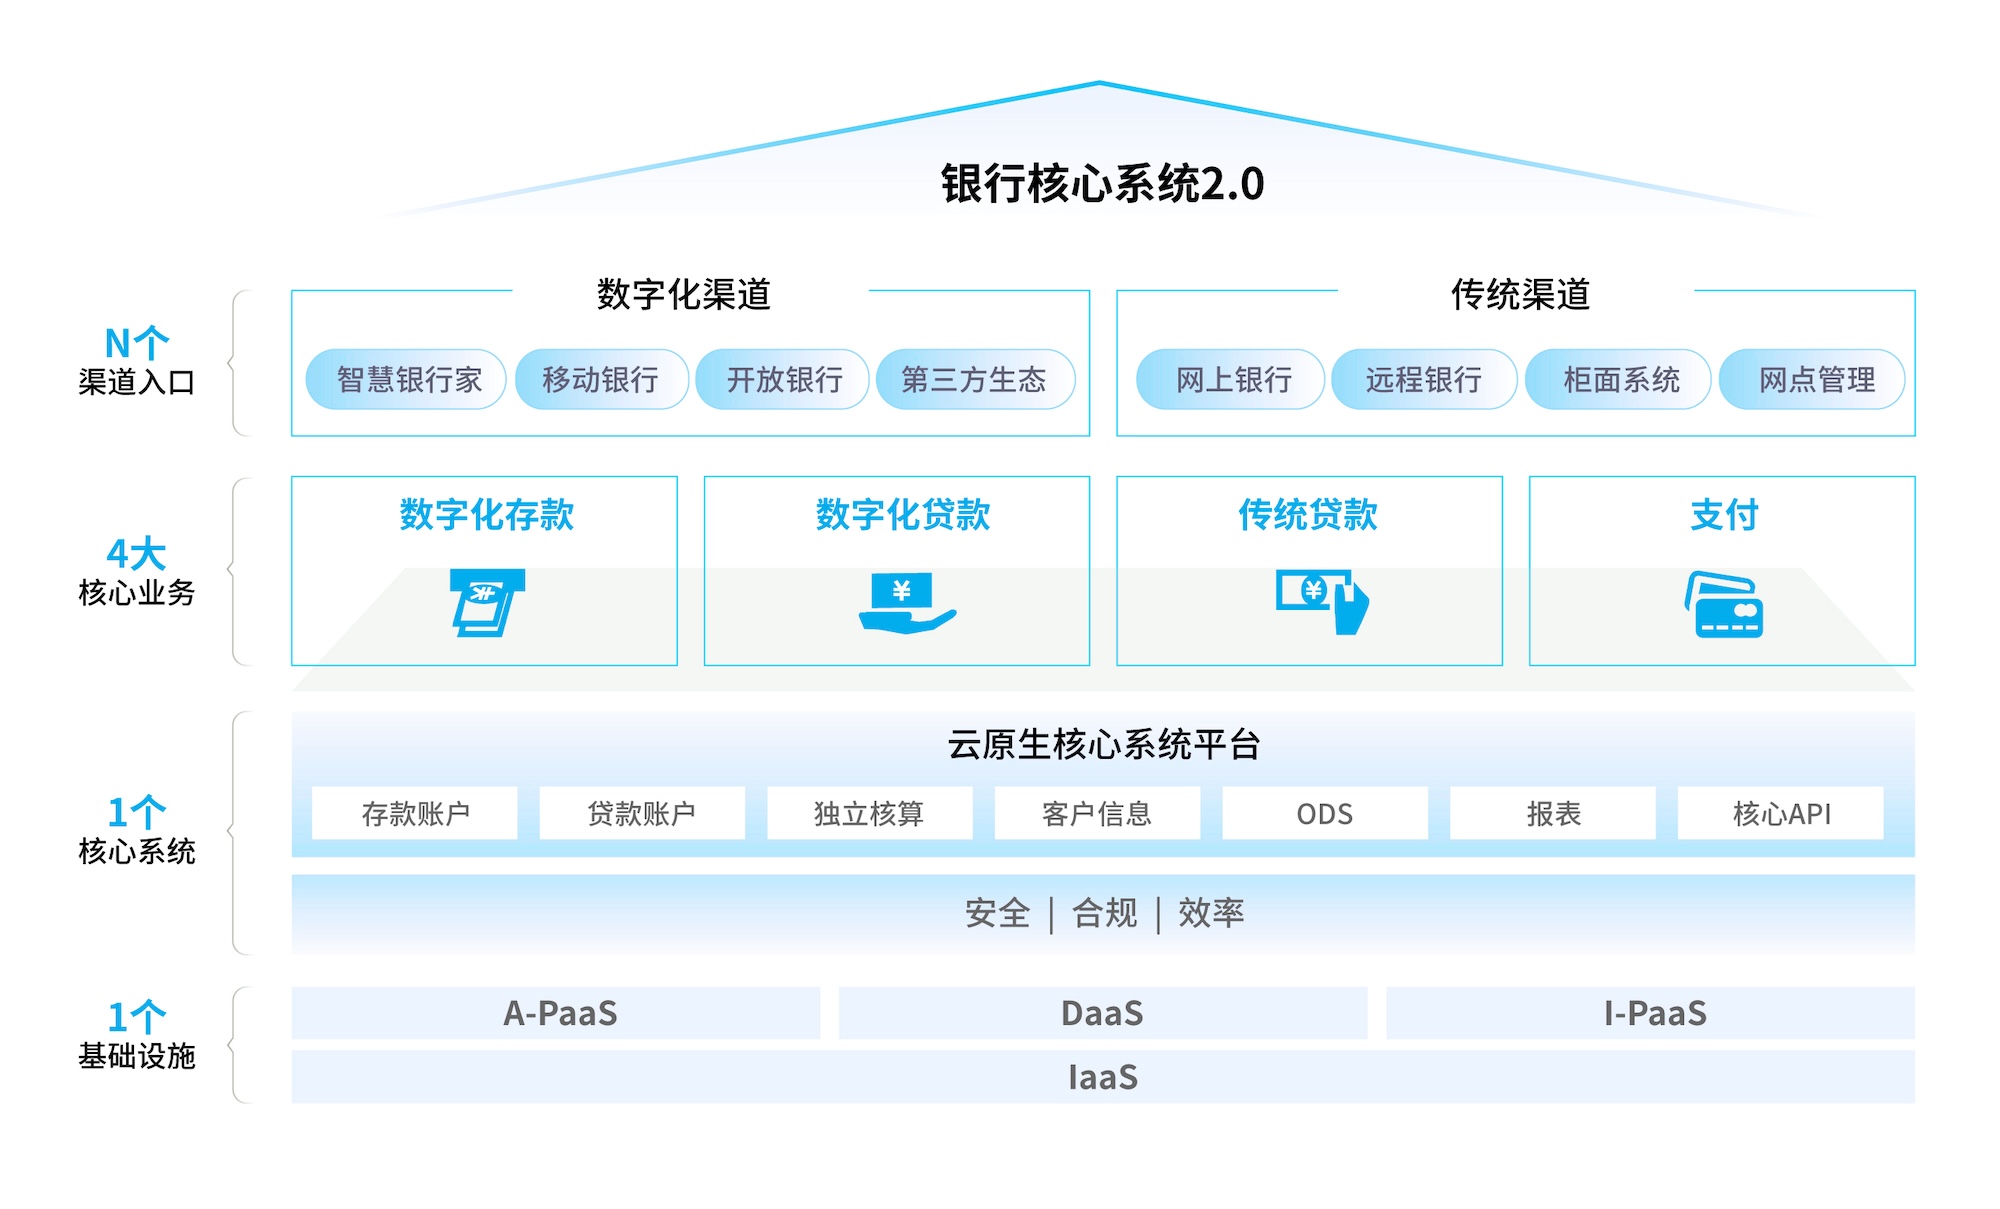 银行核心系统2.0
N个
渠道入口
数字化渠道
智慧银行家
移动银行
开放银行
第三方生态
传统渠道
网上银行
远程银行
柜面系统
网点管理
4大
核心业务
数字化存款
数字化贷款
¥
传统贷款
¥
支付
1个
核心系统
云原生核心系统平台
存款账户
贷款账户
独立核算
客户信息
ODS
报表
核心API
安全 | 合规 | 效率
1个
基础设施
A-PaaS
DaaS
I-PaaS
IaaS